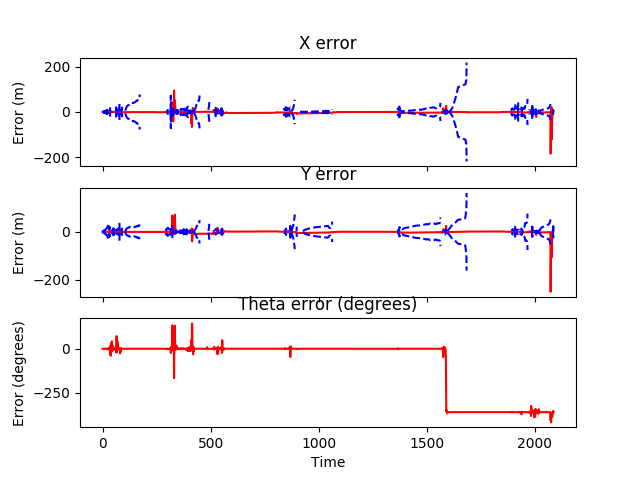 X error
200
0
−200
Error (m)
Y error
0
−200
Error (m)
Theta error (degrees)
0
−250
Error (degrees)
0 500 1000 1500 2000
Time